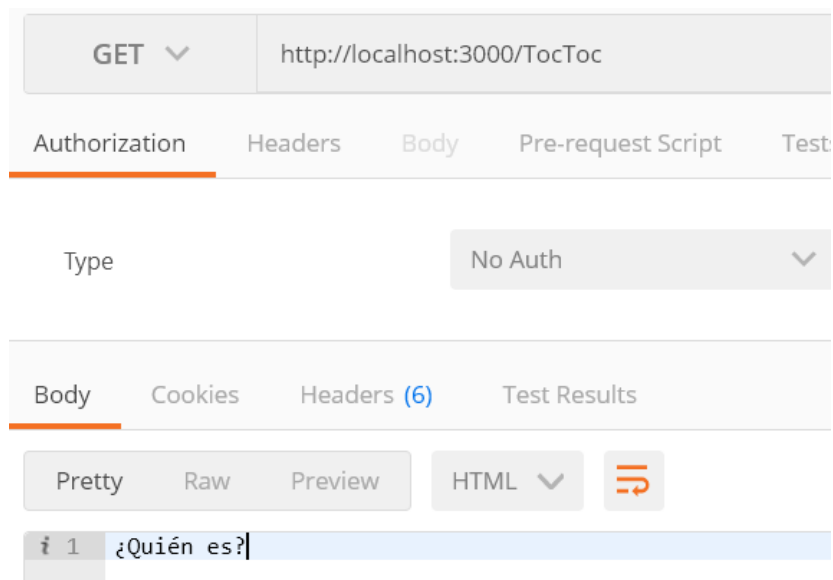 GET http://localhost:3000/TocToc
Authorization Headers Body Pre-request Script Tests
Type No Auth
Body Cookies Headers (6) Test Results
Pretty Raw Preview HTML
i 1 ¿Quién es?